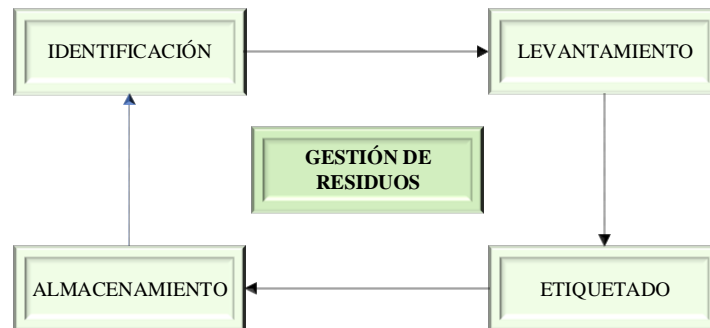 IDENTIFICACIÓN
LEVANTAMIENTO
GESTIÓN DE
RESIDUOS
ALMACENAMIENTO
ETIQUETADO